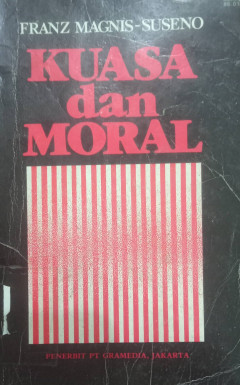 FRANZ MAGNIS-SUSENO
KUASA
dan
MORAL
PENERBIT PT GRAMEDIA, JAKARTA